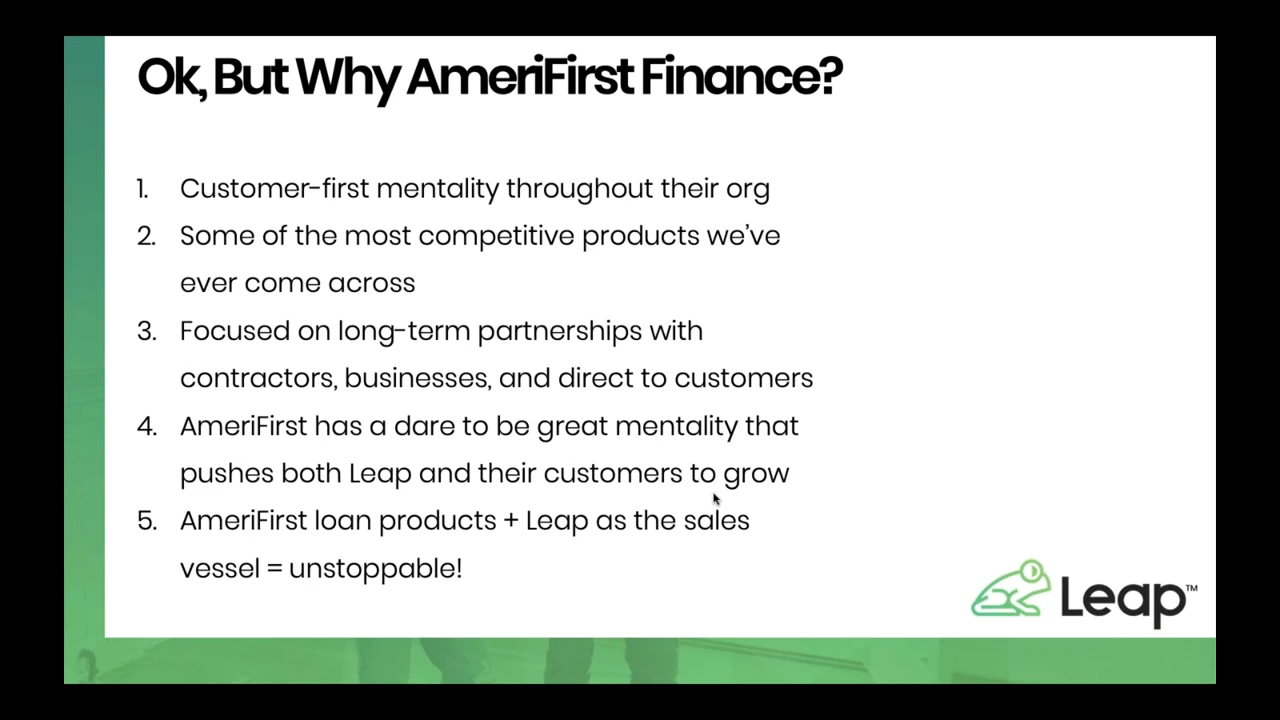 Ok, But Why AmeriFirst Finance?
1. Customer-first mentality throughout their org
2. Some of the most competitive products we’ve
ever come across
3. Focused on long-term partnerships with
contractors, businesses, and direct to customers
4. AmeriFirst has a dare to be great mentality that
pushes both Leap and their customers to grow
5. AmeriFirst loan products + Leap as the sales
vessel = unstoppable!
Leap™